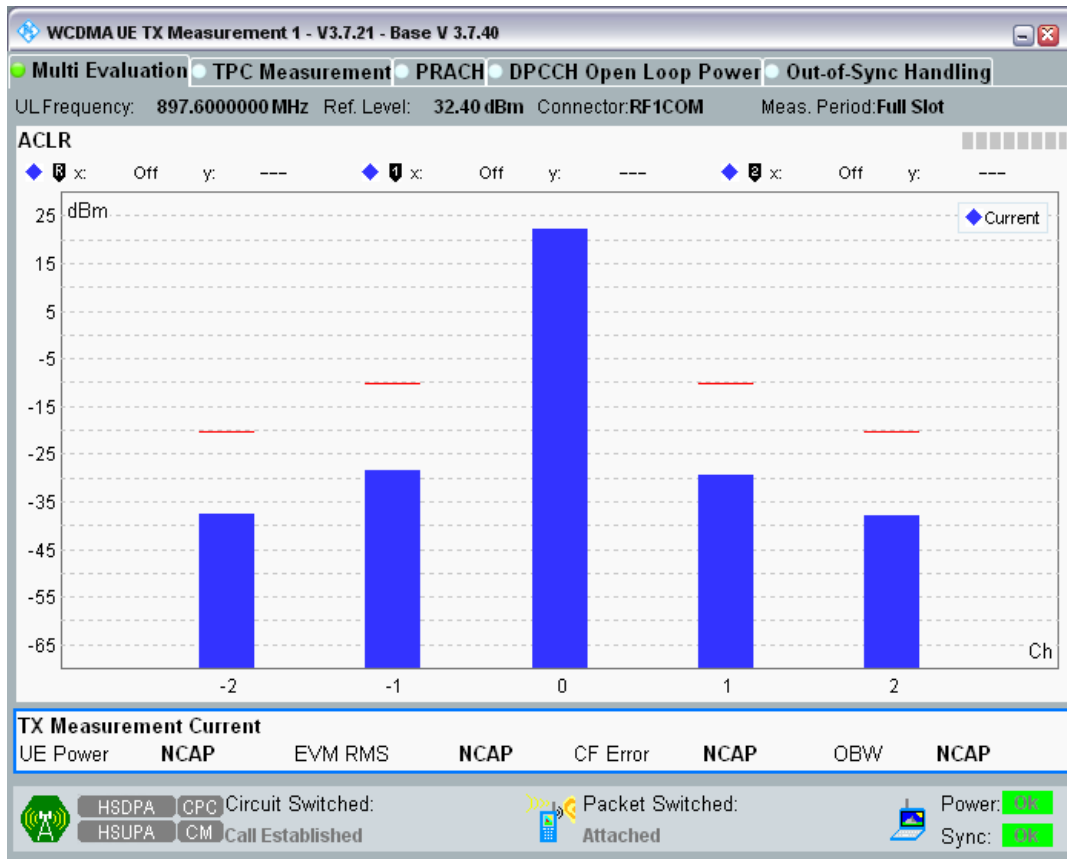 WCDMA UE TX Measurement 1 - V3.7.21 - Base V 3.7.40
Multi Evaluation TPC Measurement PRACH DPCCH Open Loop Power Out-of-Sync Handling
UL Frequency: 897.6000000 MHz Ref. Level: 32.40 dBm Connector: RF1COM Meas. Period: Full Slot
ACLR
R x: Off y: --- 1 x: Off y: --- 2 x: Off y: ---
dBm
Current
25
15
5
-5
-15
-25
-35
-45
-55
-65
Ch
-2 -1 0 1 2
TX Measurement Current
UE Power NCAP EVM RMS NCAP CF Error NCAP OBW NCAP
HSDPA CPC Circuit Switched: Packet Switched: Power: Ok
HSUPA CM Call Established Attached Sync: Ok